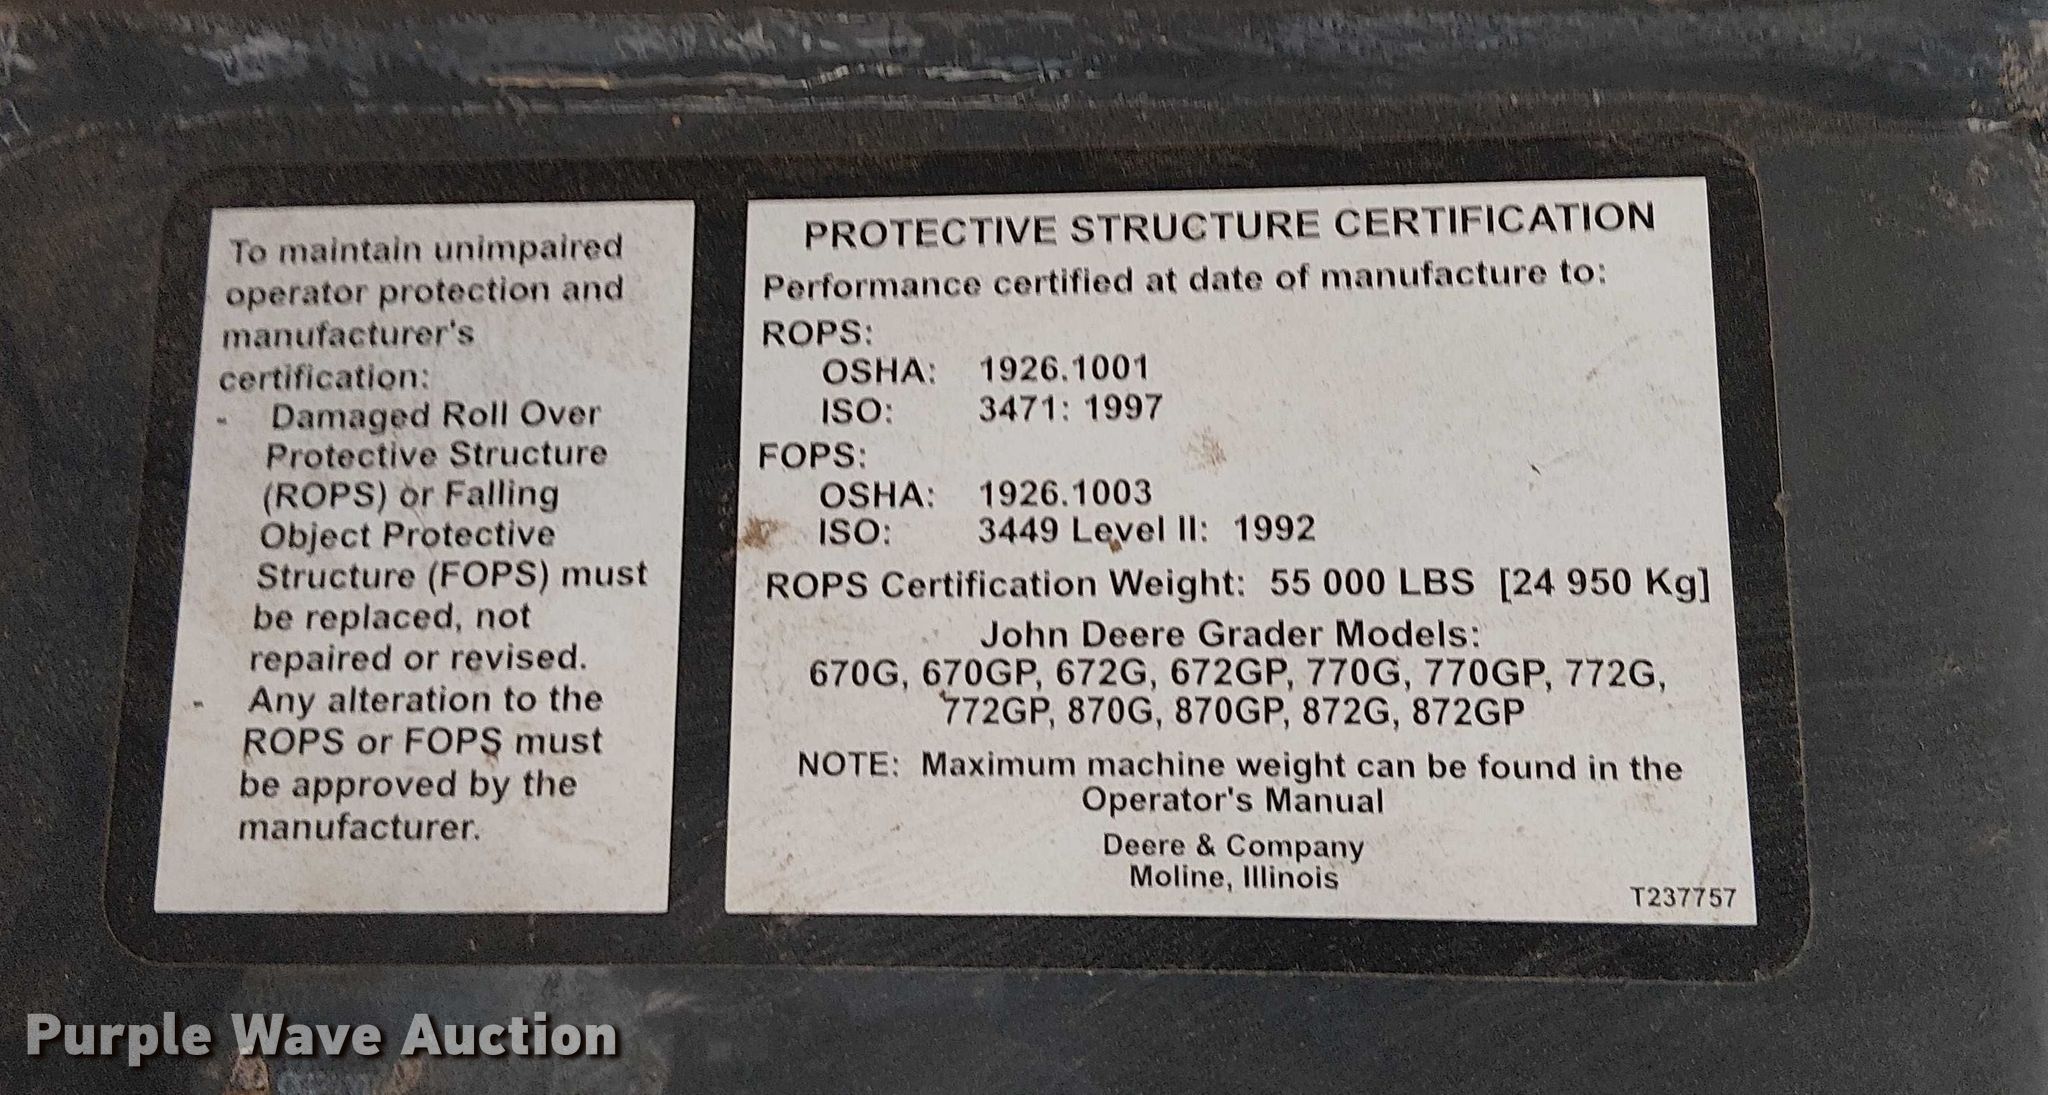 To maintain unimpaired
operator protection and
manufacturer's
certification:
- Damaged Roll Over
Protective Structure
(ROPS) or Falling
Object Protective
Structure (FOPS) must
be replaced, not
repaired or revised.
- Any alteration to the
ROPS or FOPS must
be approved by the
manufacturer.
PROTECTIVE STRUCTURE CERTIFICATION
Performance certified at date of manufacture to:
ROPS:
OSHA: 1926.1001
ISO: 3471: 1997
FOPS:
OSHA: 1926.1003
ISO: 3449 Level II: 1992
ROPS Certification Weight: 55 000 LBS [24 950 Kg]
John Deere Grader Models:
670G, 670GP, 672G, 672GP, 770G, 770GP, 772G,
772GP, 870G, 870GP, 872G, 872GP
NOTE: Maximum machine weight can be found in the
Operator's Manual
Deere & Company
Moline, Illinois
T237757
Purple Wave Auction